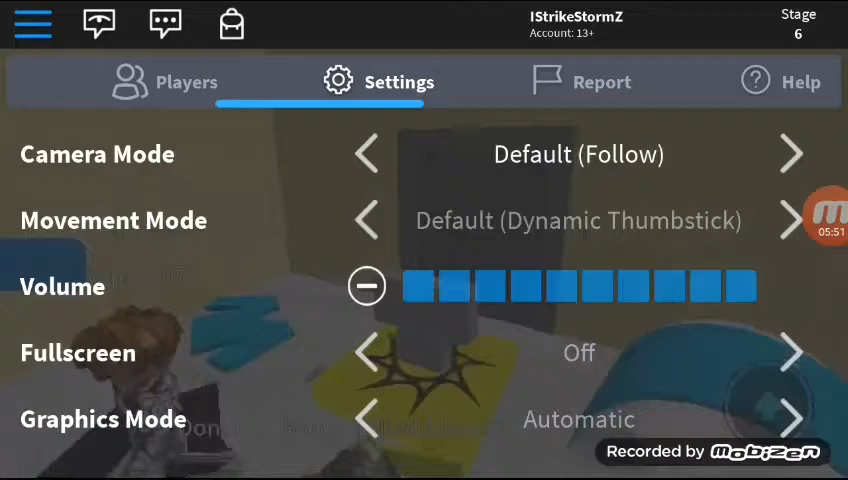 IStrikeStormZ
Account: 13+
Stage
6
Players
Settings
Report
Help
Camera Mode
Default (Follow)
Movement Mode
Default (Dynamic Thumbstick)
05:51
Volume
Fullscreen
Off
Graphics Mode
Automatic
Recorded by mobizen